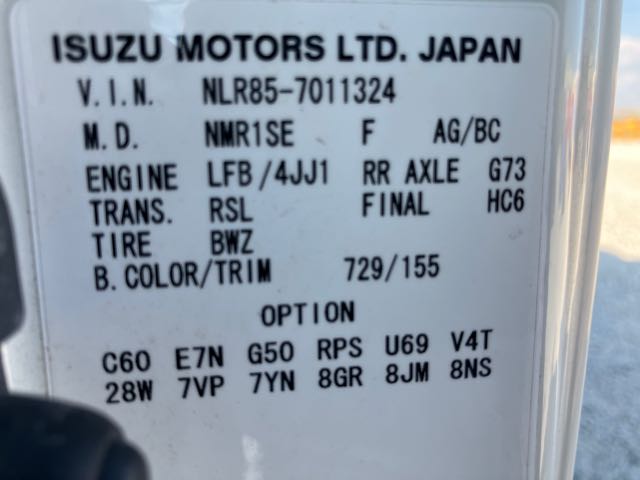 ISUZU MOTORS LTD. JAPAN
V.I.N. NLR85-7011324
M.D. NMR1SE F AG/BC
ENGINE LFB/4JJ1 RR AXLE G73
TRANS. RSL FINAL HC6
TIRE BWZ
B.COLOR/TRIM 729/155
OPTION
C60 E7N G50 RPS U69 V4T
28W 7VP 7YN 8GR 8JM 8NS